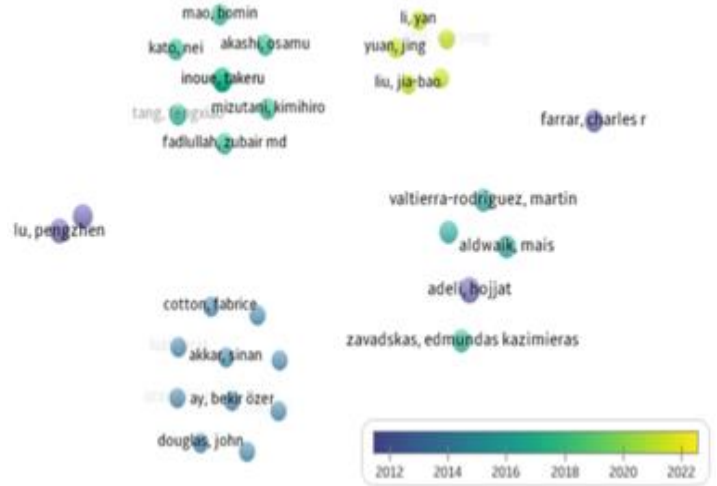 mao, bomin
li, yan
kato, nei
akashi, osamu
yuan, jing
inoue, takeru
liu, jia-bao
mizutani, kimihiro
tang,
farrar, charles r
fadlullah, zubair md
valtierra-rodriguez, martin
lu, pengzhen
aldwaik, mais
adeli, hojjat
cotton, fabrice
zavadskas, edmundas kazimieras
akkar, sinan
ay, bekir özer
douglas, john
2012 2014 2016 2018 2020 2022